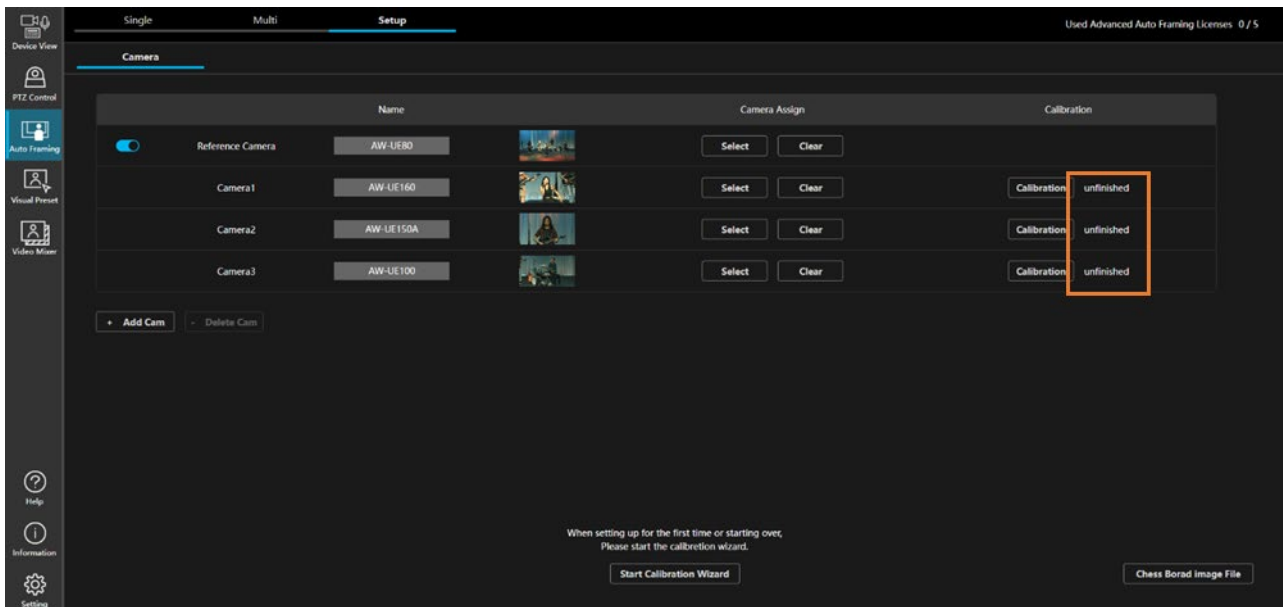 Single Multi Setup Used Advanced Auto Framing Licenses 0 / 5
Device View
Camera
PTZ Control
Name Camera Assign Calibration
Auto Framing
Reference Camera AW-UE80 Select Clear
Camera1 AW-UE160 Select Clear Calibration unfinished
Visual Preset
Camera2 AW-UE150A Select Clear Calibration unfinished
Video Mixer
Camera3 AW-UE100 Select Clear Calibration unfinished
+ Add Cam - Delete Cam
Help
When setting up for the first time or starting over,
Please start the calibretion wizard.
Information
Start Calibration Wizard Chess Borad image File
Setting